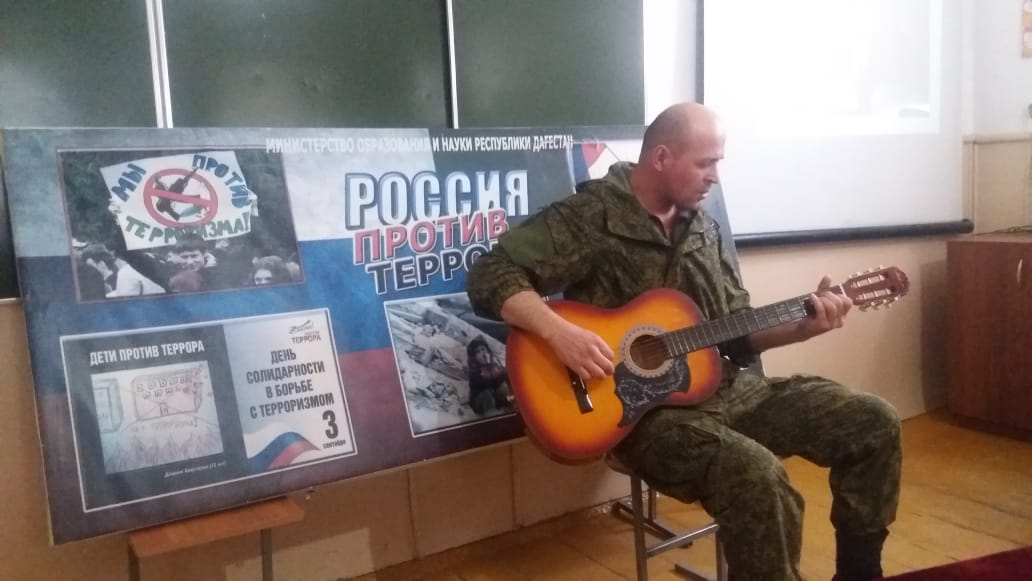 МИНИСТЕРСТВО ОБРАЗОВАНИЯ И НАУКИ РЕСПУБЛИКИ ДАГЕСТАН
МЫ ПРОТИВ
ТЕРРОРИЗМА!
РОССИЯ
ПРОТИВ
ТЕРРО
ДЕТИ ПРОТИВ ТЕРРОРА
ТЕРРОРА
ДЕНЬ
СОЛИДАРНОСТИ
В БОРЬБЕ
С ТЕРРОРИЗМОМ
3
сентября